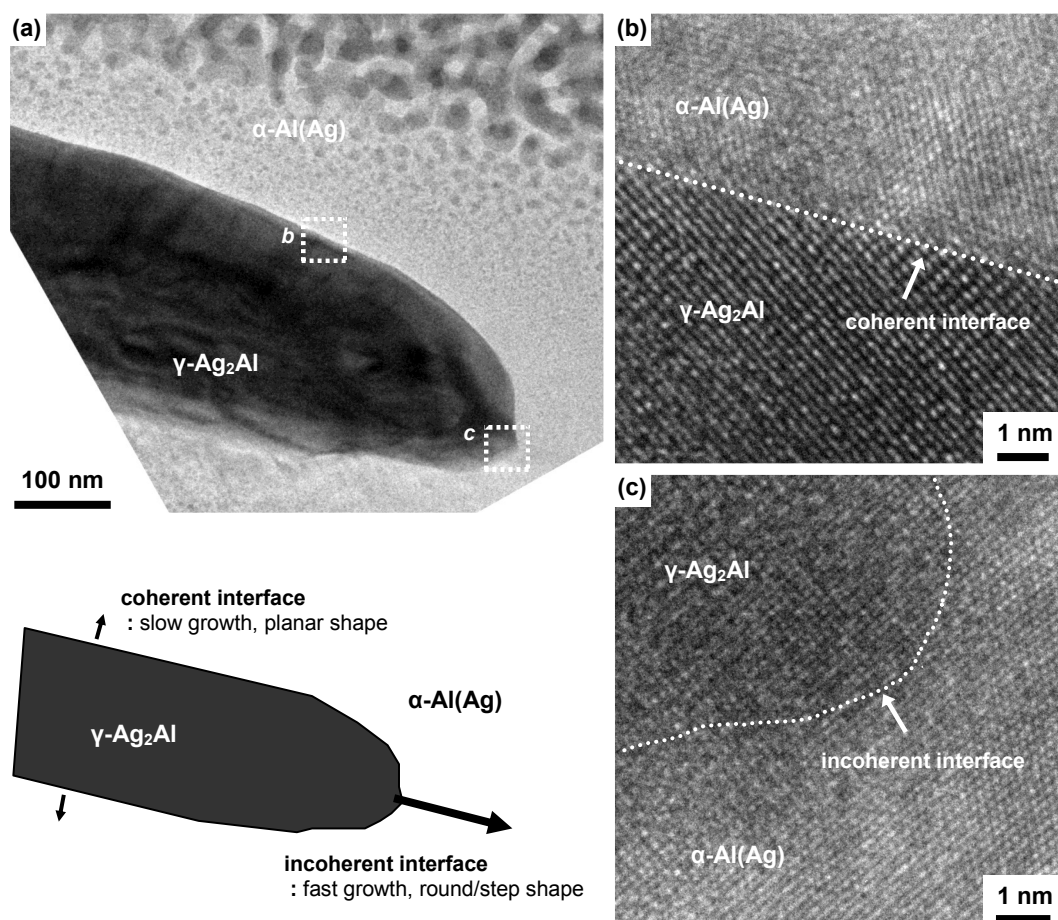 (a)
α-Al(Ag)
b
γ-Ag₂Al
c
100 nm
(b)
α-Al(Ag)
γ-Ag₂Al
coherent interface
1 nm
coherent interface
: slow growth, planar shape
α-Al(Ag)
γ-Ag₂Al
incoherent interface
: fast growth, round/step shape
(c)
γ-Ag₂Al
incoherent interface
α-Al(Ag)
1 nm